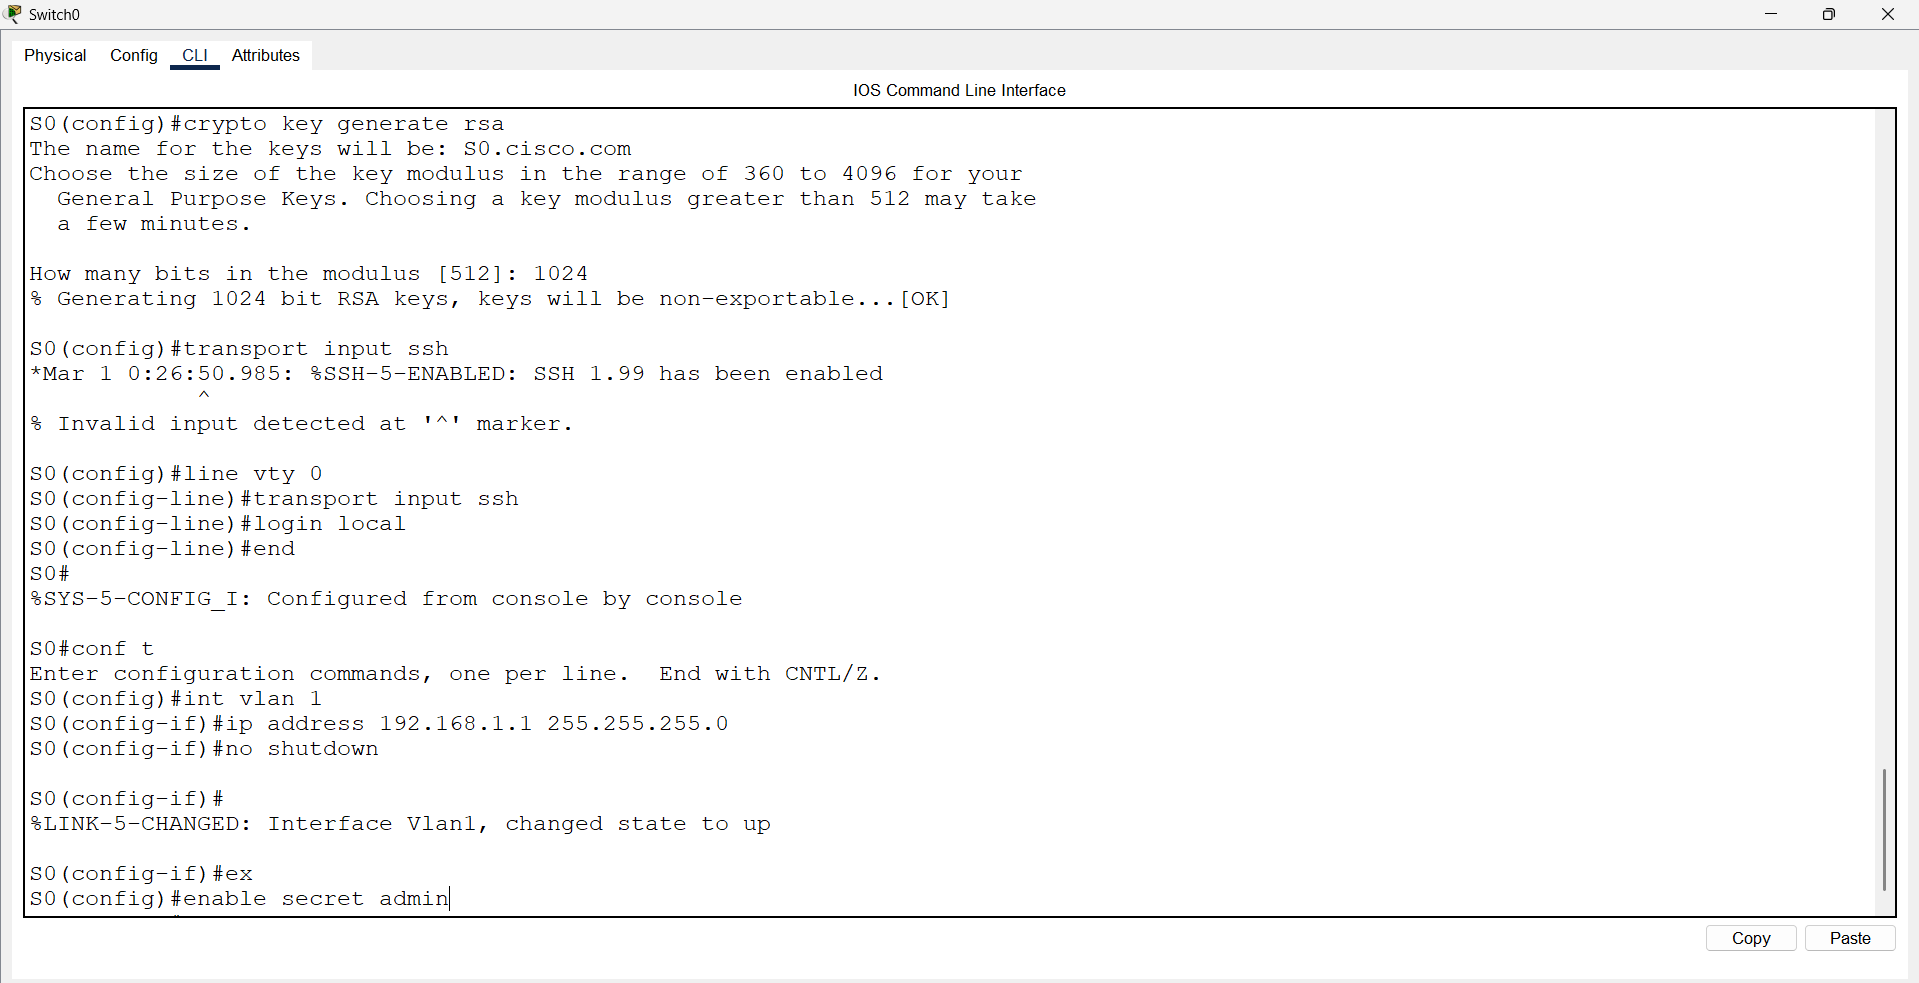 Switch0
Physical Config CLI Attributes
IOS Command Line Interface
S0(config)#crypto key generate rsa
The name for the keys will be: S0.cisco.com
Choose the size of the key modulus in the range of 360 to 4096 for your
  General Purpose Keys. Choosing a key modulus greater than 512 may take
  a few minutes.

How many bits in the modulus [512]: 1024
% Generating 1024 bit RSA keys, keys will be non-exportable...[OK]

S0(config)#transport input ssh
*Mar 1 0:26:50.985: %SSH-5-ENABLED: SSH 1.99 has been enabled
            ^
% Invalid input detected at '^' marker.

S0(config)#line vty 0
S0(config-line)#transport input ssh
S0(config-line)#login local
S0(config-line)#end
S0#
%SYS-5-CONFIG_I: Configured from console by console

S0#conf t
Enter configuration commands, one per line.  End with CNTL/Z.
S0(config)#int vlan 1
S0(config-if)#ip address 192.168.1.1 255.255.255.0
S0(config-if)#no shutdown

S0(config-if)#
%LINK-5-CHANGED: Interface Vlan1, changed state to up

S0(config-if)#ex
S0(config)#enable secret admin
Copy Paste